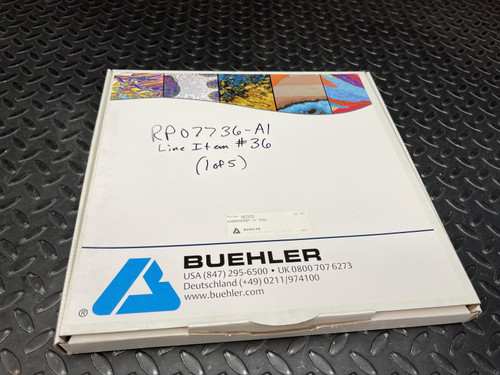 RP07736-A1
Line Item #36
(1 of 5)
BUEHLER
BUEHLER
USA (847) 295-6500 • UK 0800 707 6273
Deutschland (+49) 0211/974100
www.buehler.com
®